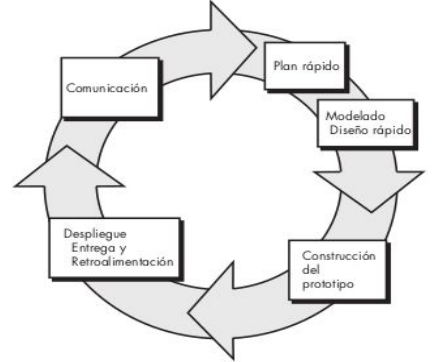 Comunicación
Plan rápido
Modelado
Diseño rápido
Construcción
del
prototipo
Despliegue
Entrega y
Retroalimentación